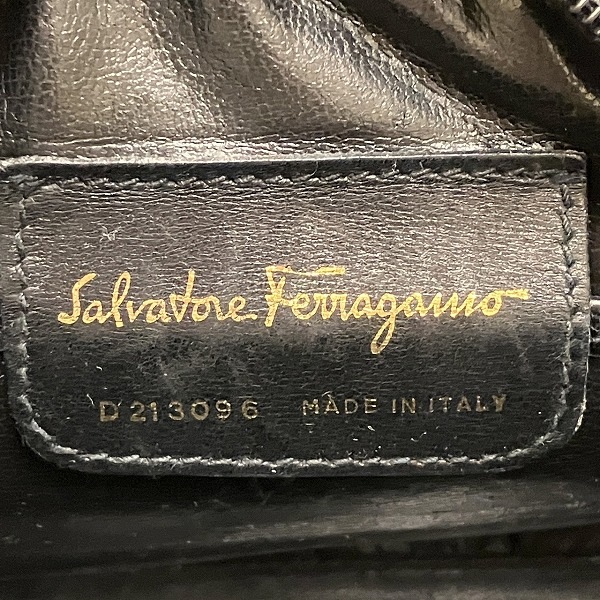 Salvatore Ferragamo
D213096 MADE IN ITALY